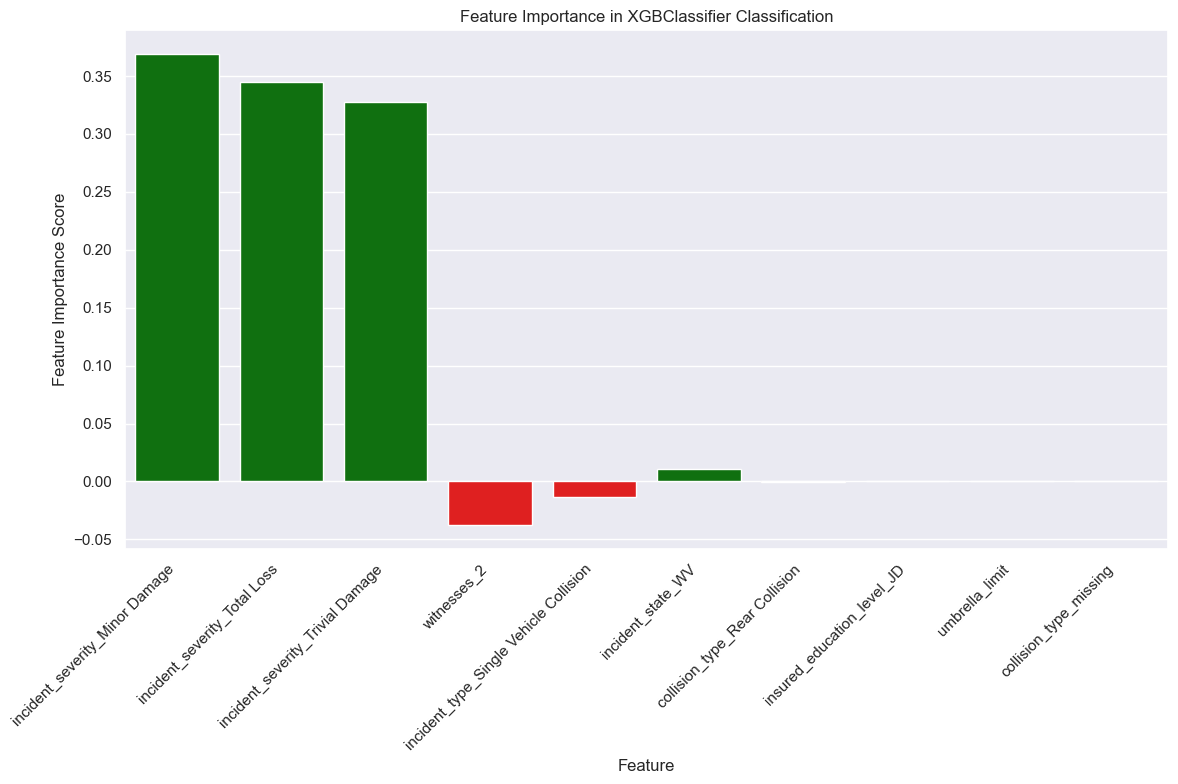 Feature Importance in XGBClassifier Classification
Feature Importance Score
0.35
0.30
0.25
0.20
0.15
0.10
0.05
0.00
−0.05
incident_severity_Minor Damage
incident_severity_Total Loss
incident_severity_Trivial Damage
witnesses_2
incident_type_Single Vehicle Collision
incident_state_WV
collision_type_Rear Collision
insured_education_level_JD
umbrella_limit
collision_type_missing
Feature